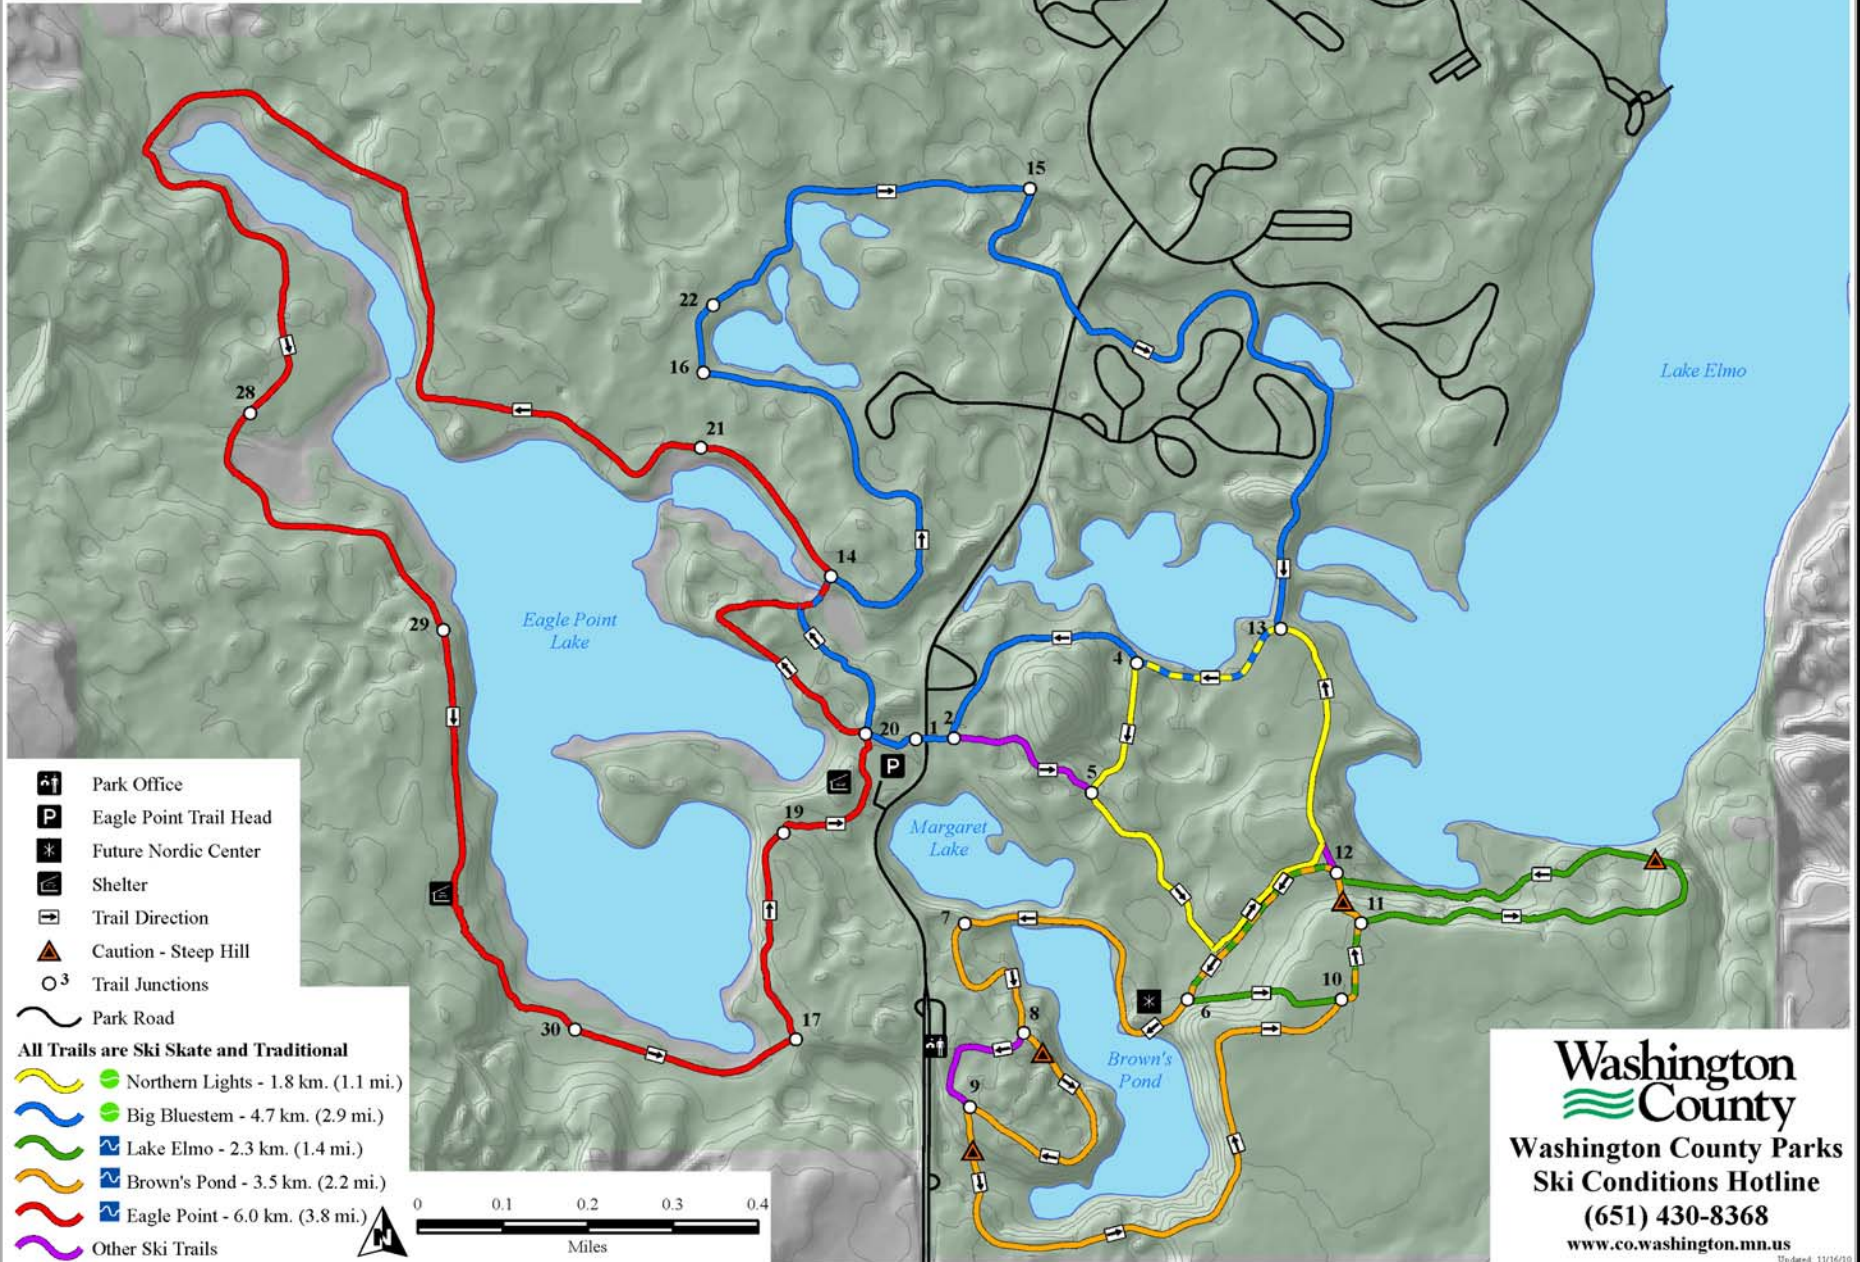 15
22
16
28
21
14
29
Eagle Point
Lake
Lake Elmo
13
4
20
1
2
P
5
19
Margaret
Lake
12
11
7
10
6
30
17
8
9
Brown's
Pond
Park Office
P Eagle Point Trail Head
Future Nordic Center
Shelter
Trail Direction
Caution - Steep Hill
3 Trail Junctions
Park Road
All Trails are Ski Skate and Traditional
Northern Lights - 1.8 km. (1.1 mi.)
Big Bluestem - 4.7 km. (2.9 mi.)
Lake Elmo - 2.3 km. (1.4 mi.)
Brown's Pond - 3.5 km. (2.2 mi.)
Eagle Point - 6.0 km. (3.8 mi.)
Other Ski Trails
N
0 0.1 0.2 0.3 0.4
Miles
Washington
County
Washington County Parks
Ski Conditions Hotline
(651) 430-8368
www.co.washington.mn.us
Updated 11/16/10